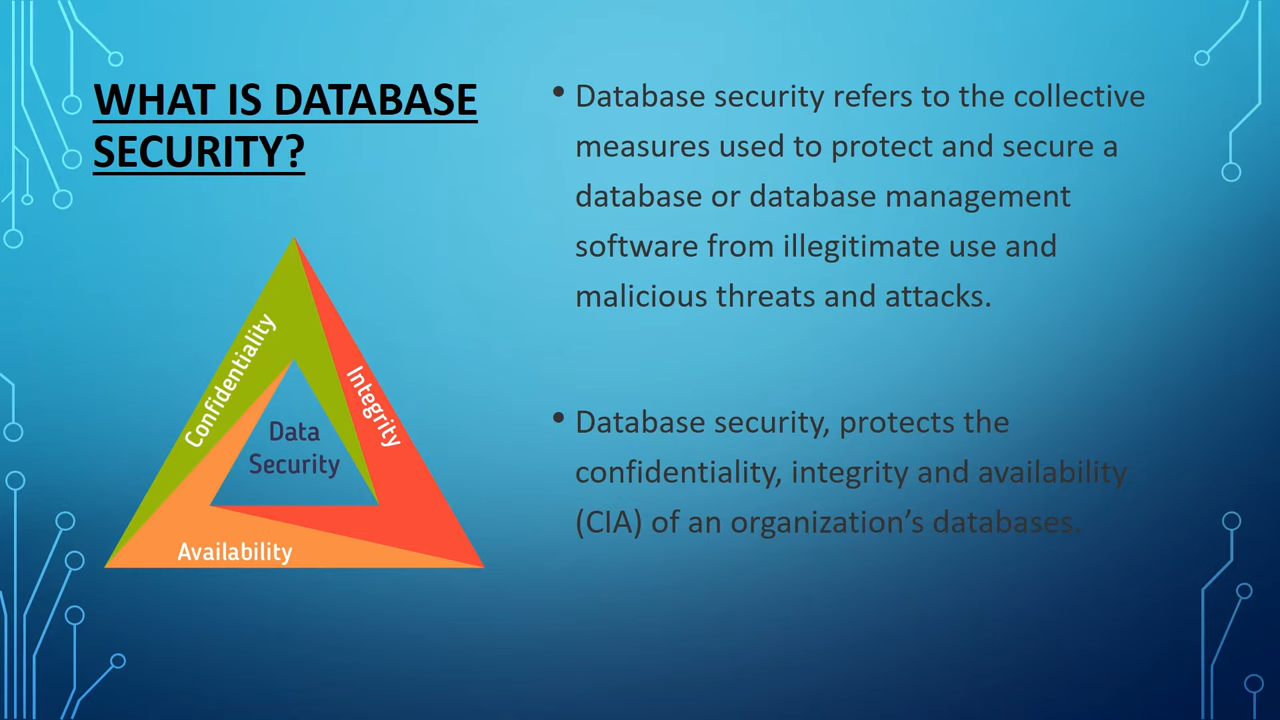 WHAT IS DATABASE
SECURITY?
Confidentiality
Integrity
Data
Security
Availability
• Database security refers to the collective
measures used to protect and secure a
database or database management
software from illegitimate use and
malicious threats and attacks.
• Database security, protects the
confidentiality, integrity and availability
(CIA) of an organization’s databases.